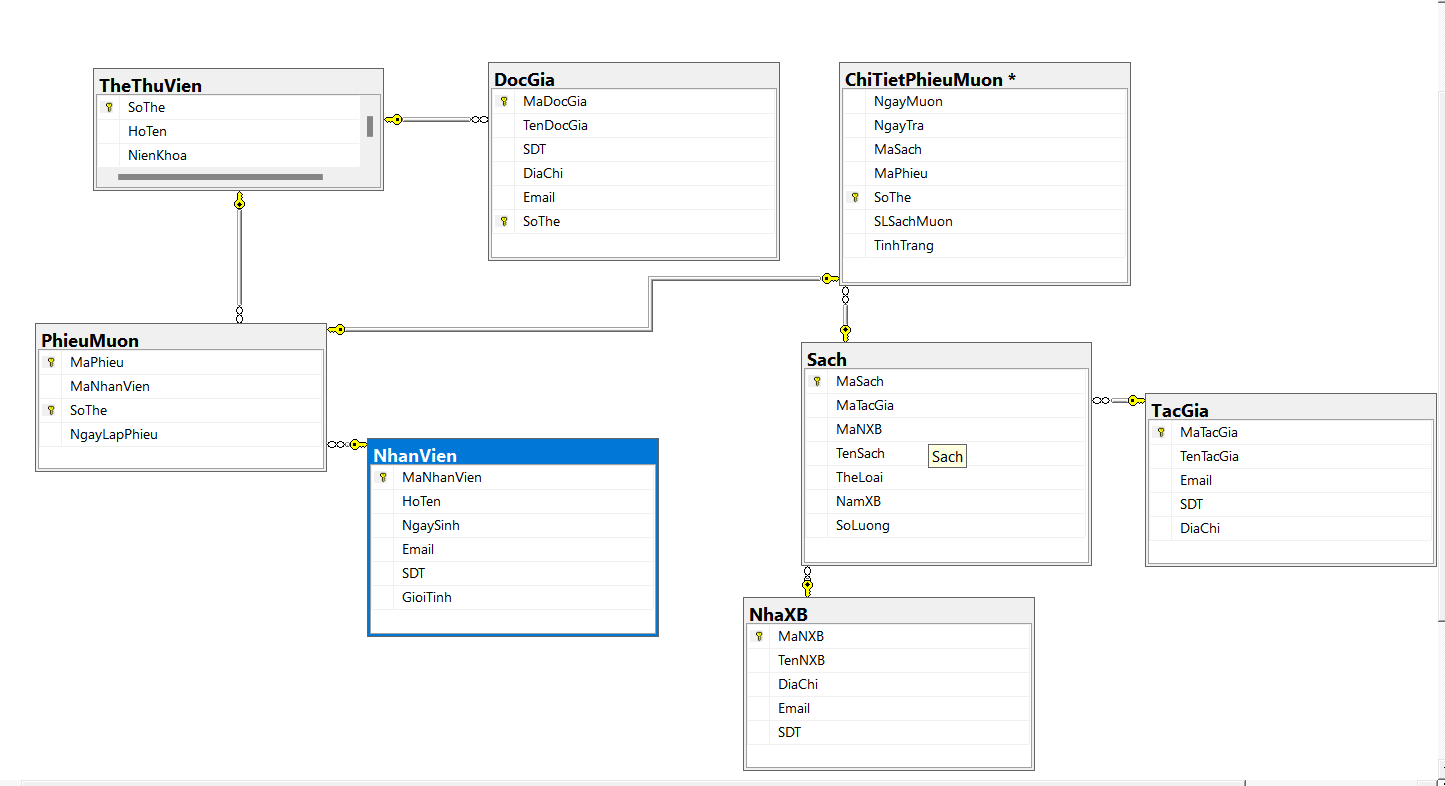 TheThuVien
SoThe
HoTen
NienKhoa
DocGia
MaDocGia
TenDocGia
SDT
DiaChi
Email
SoThe
ChiTietPhieuMuon *
NgayMuon
NgayTra
MaSach
MaPhieu
SoThe
SLSachMuon
TinhTrang
PhieuMuon
MaPhieu
MaNhanVien
SoThe
NgayLapPhieu
NhanVien
MaNhanVien
HoTen
NgaySinh
Email
SDT
GioiTinh
Sach
MaSach
MaTacGia
MaNXB
TenSach
TheLoai
NamXB
SoLuong
Sach
TacGia
MaTacGia
TenTacGia
Email
SDT
DiaChi
NhaXB
MaNXB
TenNXB
DiaChi
Email
SDT